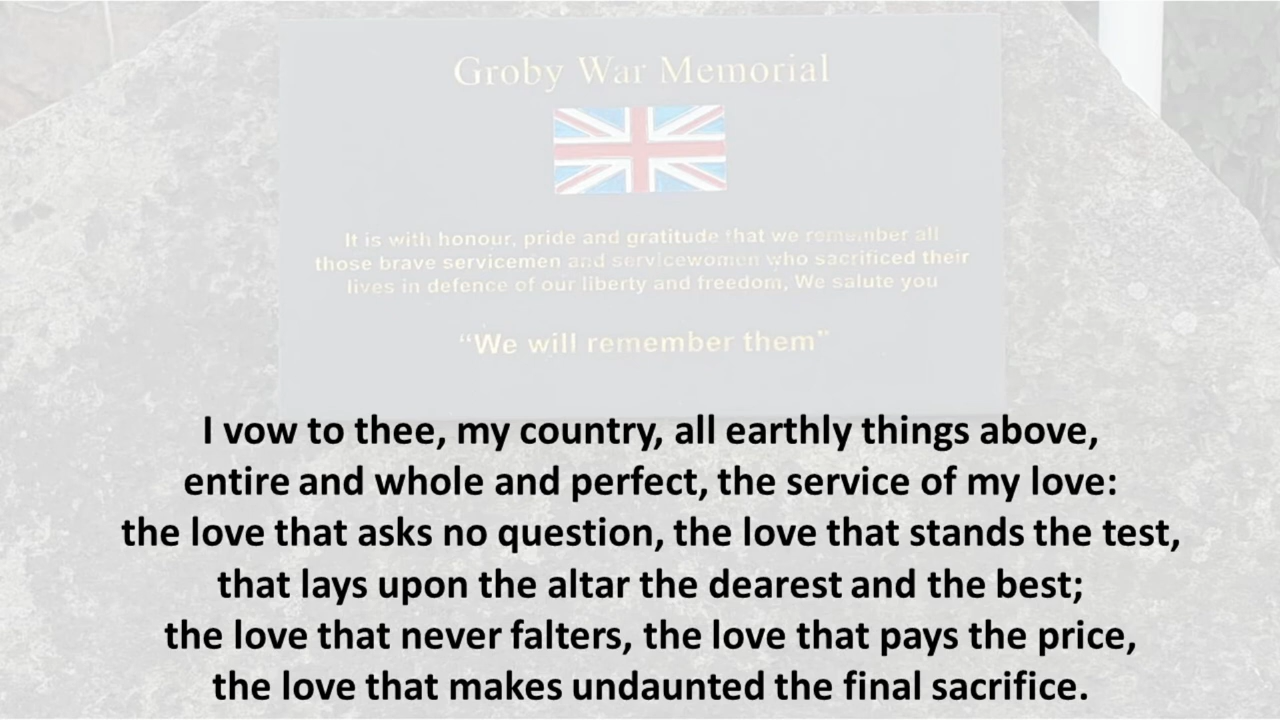 Groby War Memorial
It is with honour, pride and gratitude that we remember all
those brave servicemen and servicewomen who sacrificed their
lives in defence of our liberty and freedom, We salute you
“We will remember them”
I vow to thee, my country, all earthly things above,
entire and whole and perfect, the service of my love:
the love that asks no question, the love that stands the test,
that lays upon the altar the dearest and the best;
the love that never falters, the love that pays the price,
the love that makes undaunted the final sacrifice.